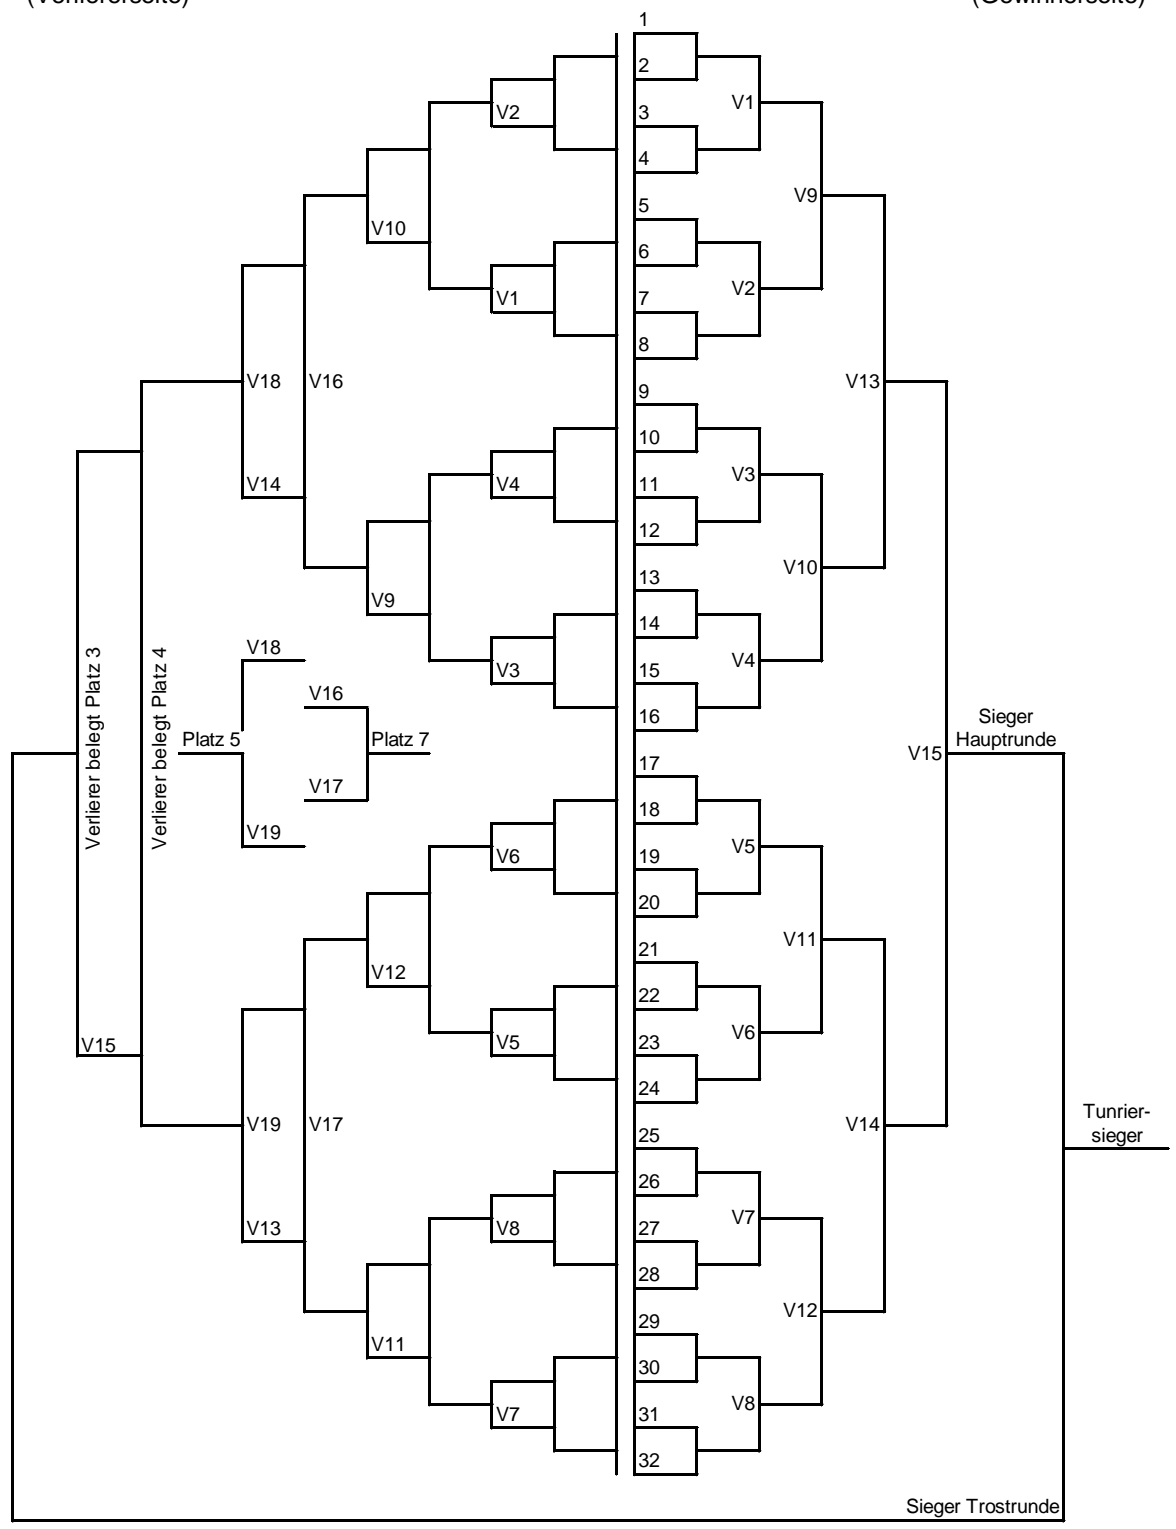 (Verliererseite)
(Gewinnerseite)
1
2
V2
V1
3
4
5
V9
6
V10
V2
7
V1
8
V18
V16
V13
9
10
V4
V3
V14
11
12
V10
13
V9
14
V18
V3
15
V4
V16
16
Verlierer belegt Platz 3
Verlierer belegt Platz 4
Platz 5
Platz 7
Sieger
Hauptrunde
V15
17
V17
18
V19
V6
19
V5
20
21
V11
V12
22
V5
23
V6
V15
24
V19
V17
V14
Tunrier-
sieger
25
26
V7
V13
V8
27
28
V12
29
V11
30
V7
31
V8
32
Sieger Trostrunde